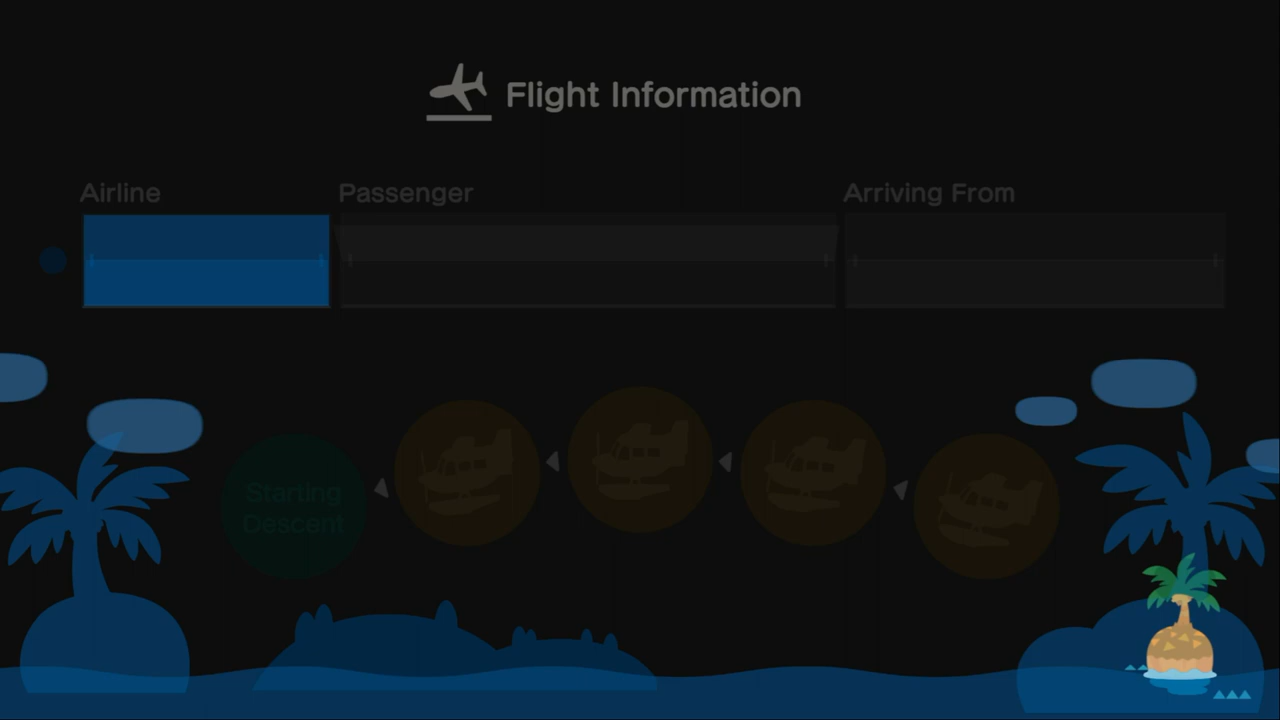 Flight Information
Airline
Passenger
Arriving From
Starting
Descent